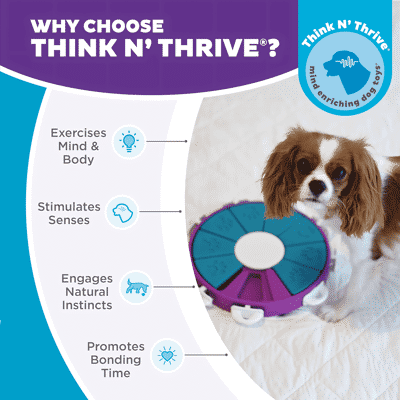 WHY CHOOSE
THINK N' THRIVE®?
Think N' Thrive®
mind enriching dog toys™
Exercises
Mind &
Body
Stimulates
Senses
Engages
Natural
Instincts
Promotes
Bonding
Time